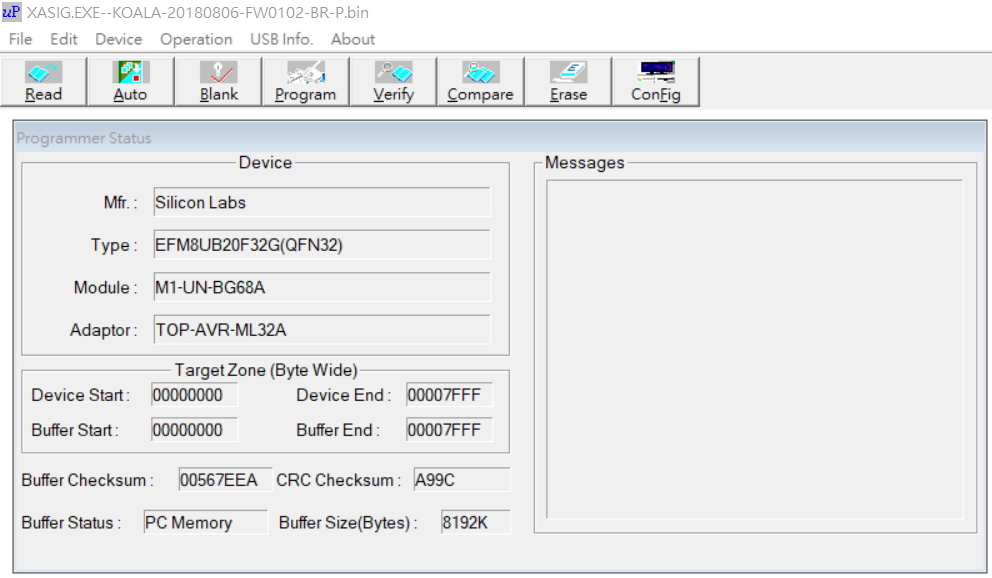 uP XASIG.EXE--KOALA-20180806-FW0102-BR-P.bin
File Edit Device Operation USB Info. About
Read Auto Blank Program Verify Compare Erase ConFig
Programmer Status
Device
Mfr. : Silicon Labs
Type : EFM8UB20F32G(QFN32)
Module : M1-UN-BG68A
Adaptor : TOP-AVR-ML32A
Target Zone (Byte Wide)
Device Start : 00000000 Device End : 00007FFF
Buffer Start : 00000000 Buffer End : 00007FFF
Buffer Checksum : 00567EEA CRC Checksum : A99C
Buffer Status : PC Memory Buffer Size(Bytes) : 8192K
Messages